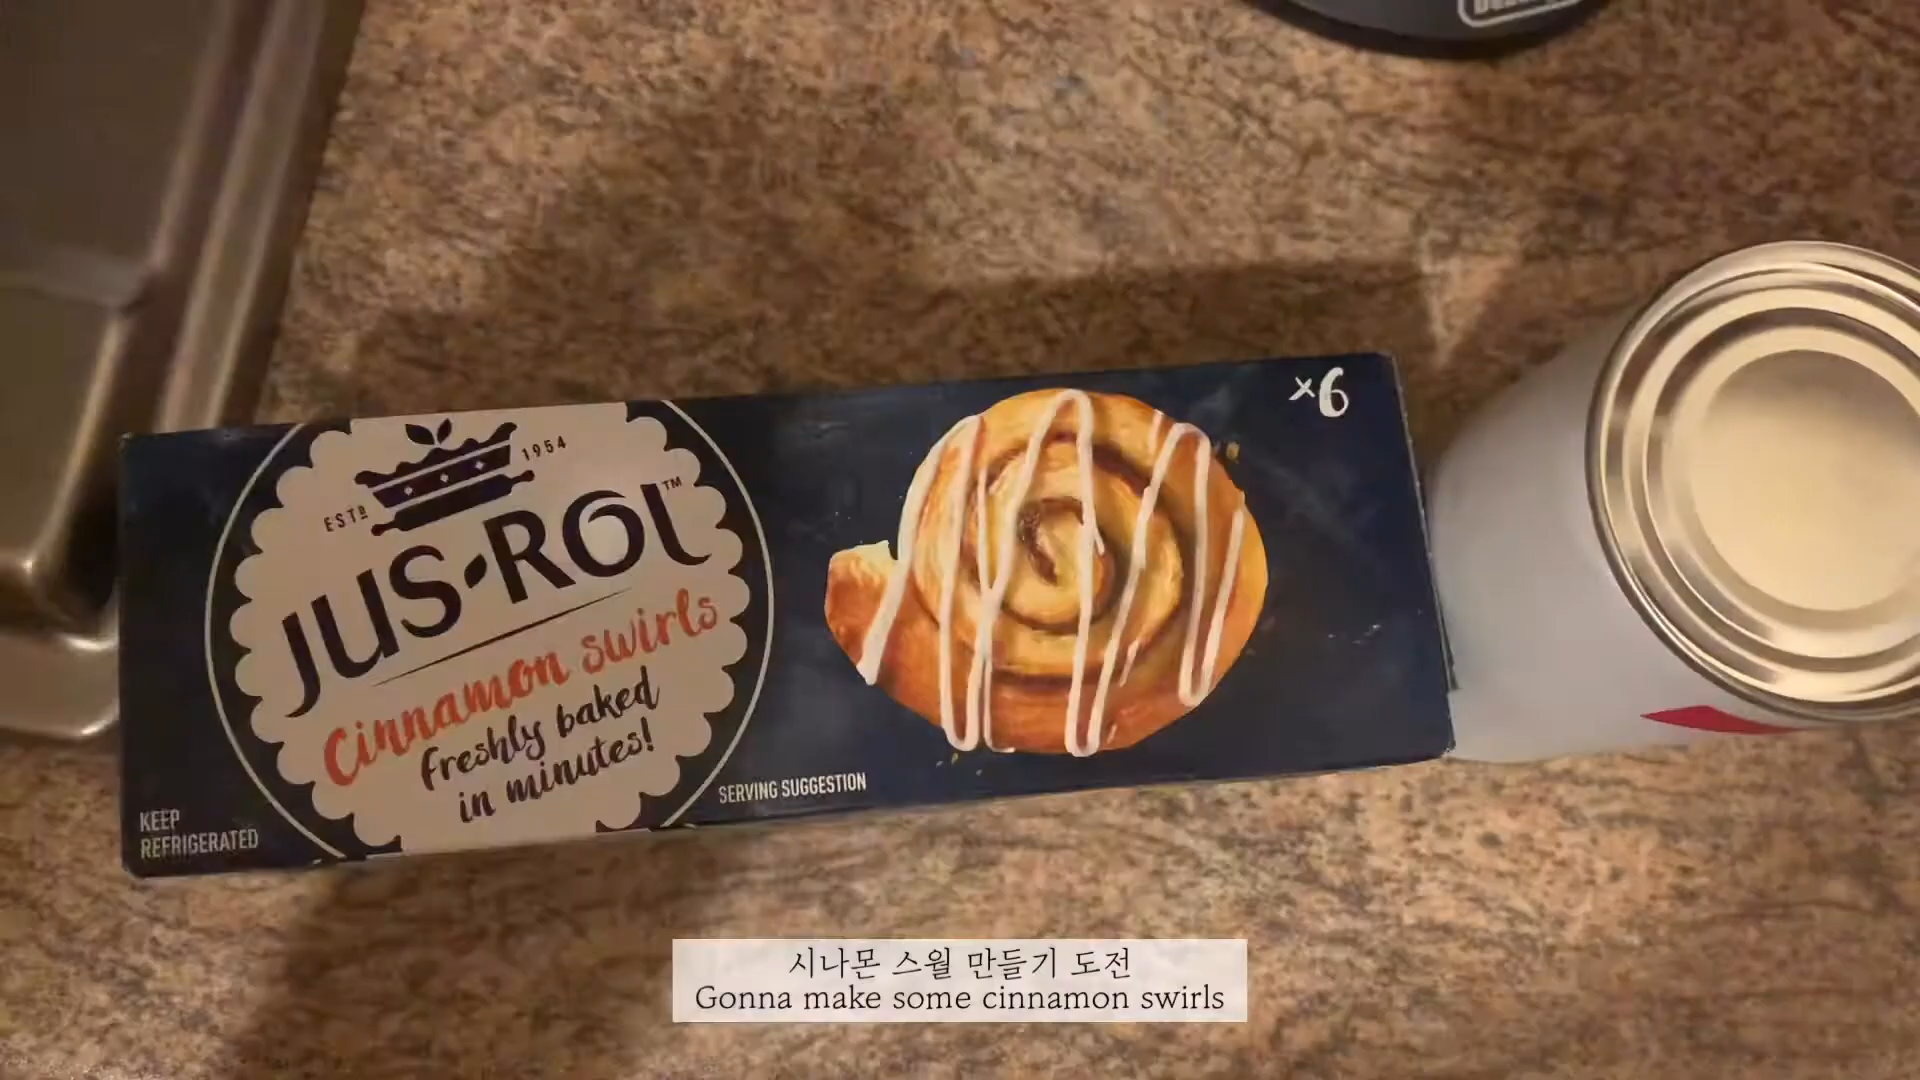 ×6
ESTD 1954
JUS·ROL™
Cinnamon swirls
freshly baked
in minutes!
SERVING SUGGESTION
KEEP
REFRIGERATED
시나몬 스월 만들기 도전
Gonna make some cinnamon swirls